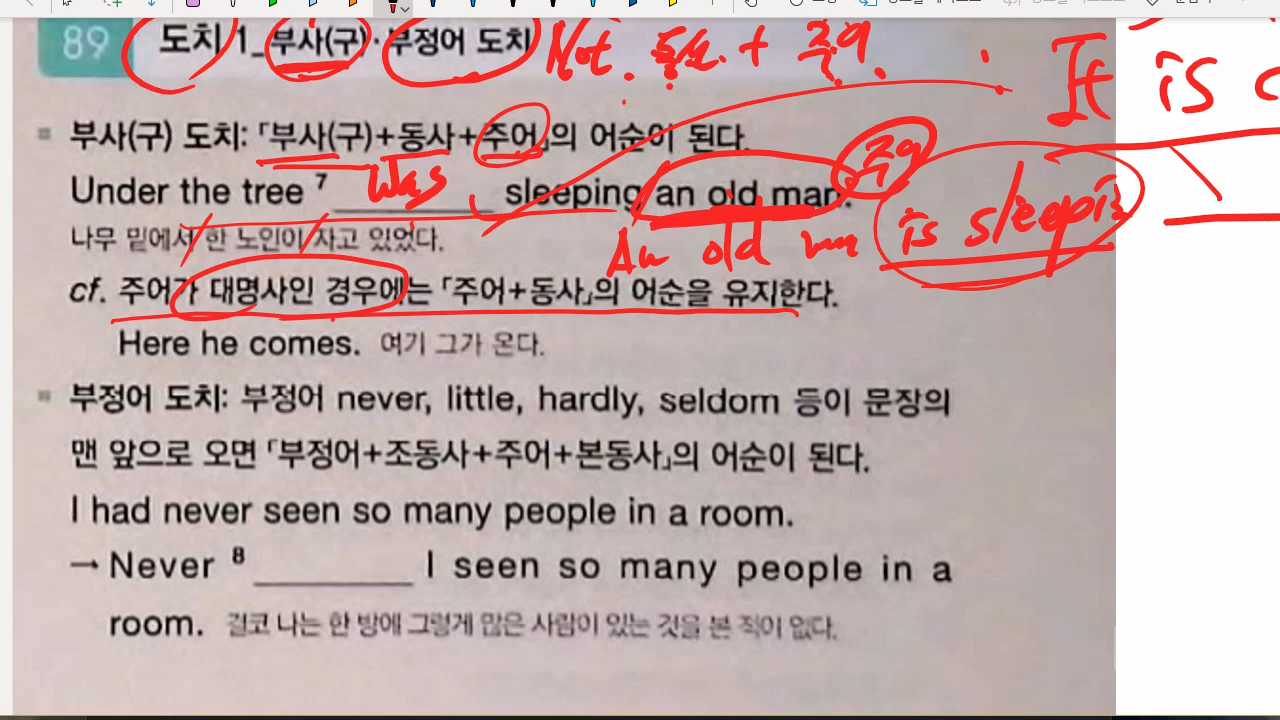 89 도치 1_부사(구)·부정어 도치 Not 동사 + 주어
It is
부사(구) 도치: 「부사(구)+동사+주어」의 어순이 된다.
주어
Under the tree 7 was sleeping an old man.
An old man is sleeping
나무 밑에서 한 노인이 자고 있었다.
cf. 주어가 대명사인 경우에는 「주어+동사」의 어순을 유지한다.
Here he comes. 여기 그가 온다.
부정어 도치: 부정어 never, little, hardly, seldom 등이 문장의
맨 앞으로 오면 「부정어+조동사+주어+본동사」의 어순이 된다.
I had never seen so many people in a room.
→ Never 8 ________ I seen so many people in a
room. 결코 나는 한 방에 그렇게 많은 사람이 있는 것을 본 적이 없다.